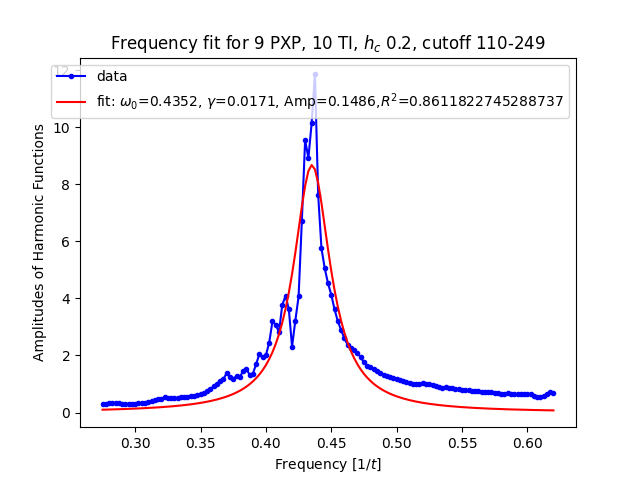 Frequency fit for 9 PXP, 10 TI, $h_c$ 0.2, cutoff 110-249
data
fit: $\omega_0$=0.4352, $\gamma$=0.0171, Amp=0.1486,$R^2$=0.8611822745288737
Amplitudes of Harmonic Functions
12
10
8
6
4
2
0
0.30 0.35 0.40 0.45 0.50 0.55 0.60
Frequency [1/$t$]